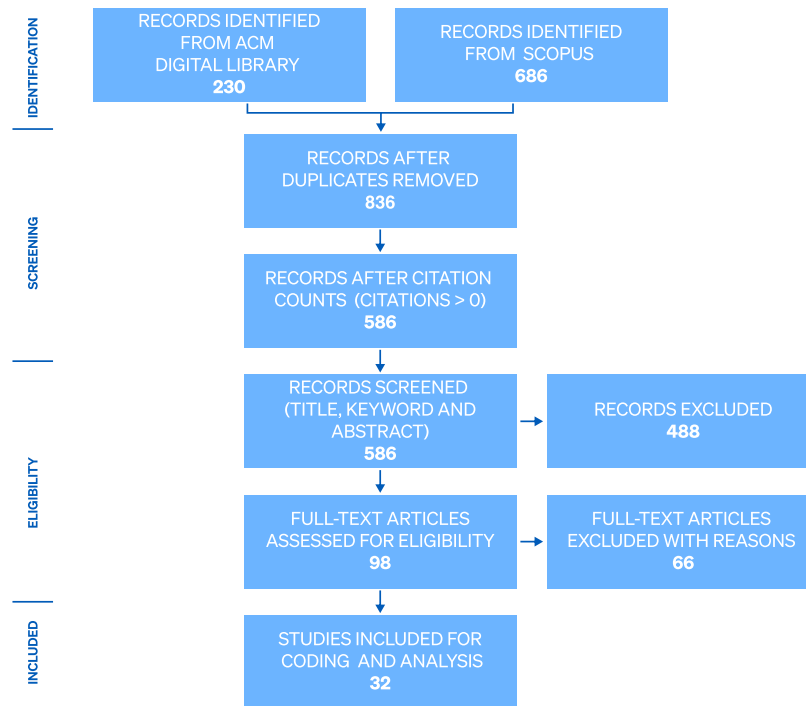 IDENTIFICATION
RECORDS IDENTIFIED
FROM ACM
DIGITAL LIBRARY
230
RECORDS IDENTIFIED
FROM SCOPUS
686
SCREENING
RECORDS AFTER
DUPLICATES REMOVED
836
RECORDS AFTER CITATION
COUNTS (CITATIONS > 0)
586
ELIGIBILITY
RECORDS SCREENED
(TITLE, KEYWORD AND
ABSTRACT)
586
RECORDS EXCLUDED
488
FULL-TEXT ARTICLES
ASSESSED FOR ELIGIBILITY
98
FULL-TEXT ARTICLES
EXCLUDED WITH REASONS
66
INCLUDED
STUDIES INCLUDED FOR
CODING AND ANALYSIS
32